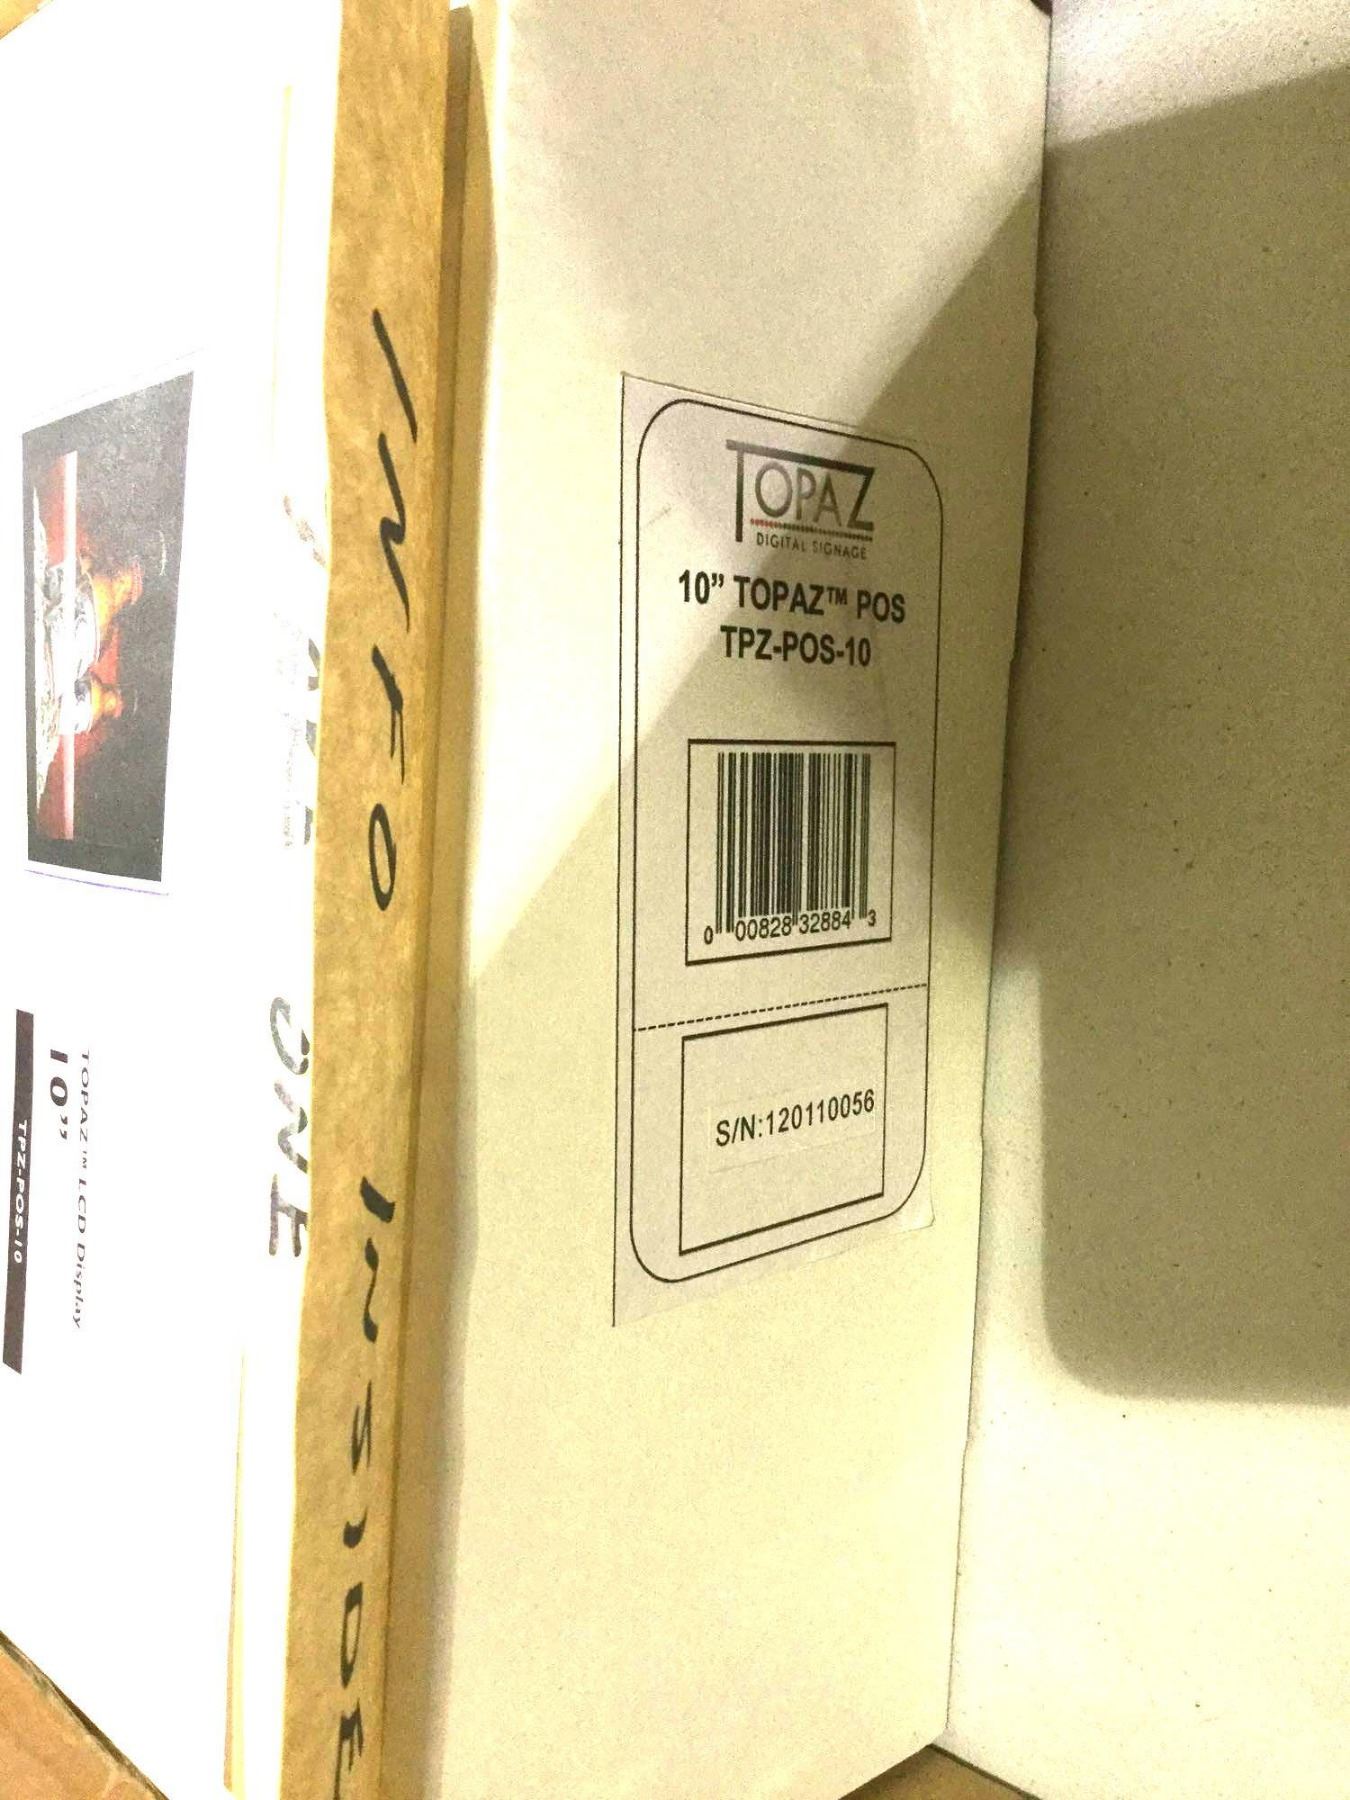 TOPAZ
DIGITAL SIGNAGE
10” TOPAZ™ POS
TPZ-POS-10
0 00828 32884 3
S/N:120110056
INFO INSIDE
ONE
TOPAZ™ LCD Display
10”
TPZ-POS-10